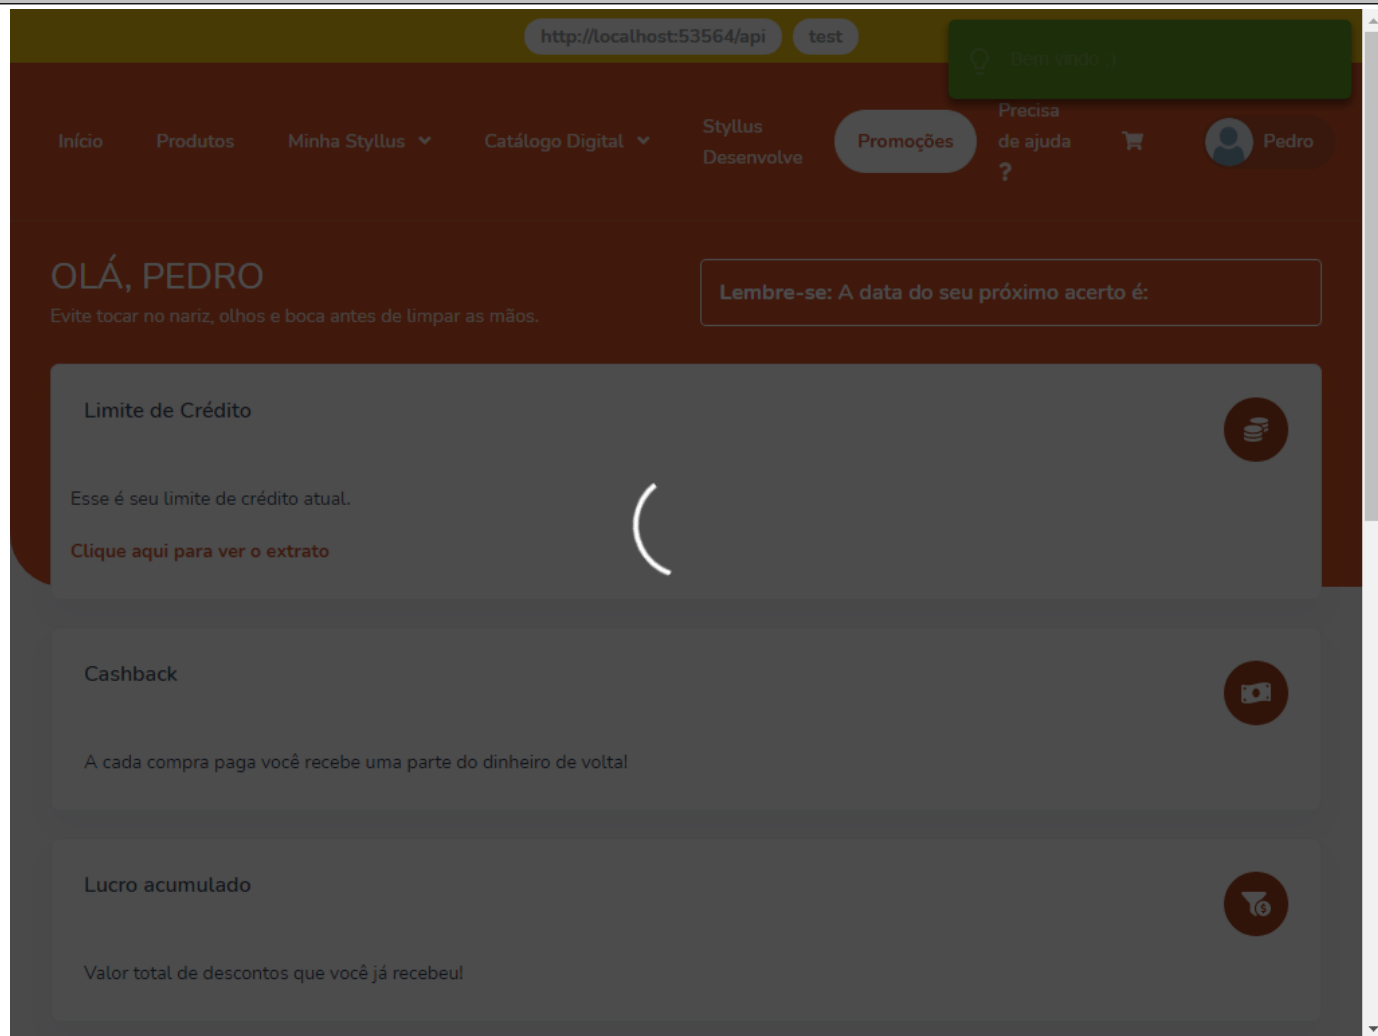 http://localhost:53564/api test
Bem vindo :)
Início Produtos Minha Styllus Catálogo Digital Styllus Desenvolve Promoções Precisa de ajuda ? Pedro
OLÁ, PEDRO
Evite tocar no nariz, olhos e boca antes de limpar as mãos.
Lembre-se: A data do seu próximo acerto é:
Limite de Crédito
Esse é seu limite de crédito atual.
Clique aqui para ver o extrato
Cashback
A cada compra paga você recebe uma parte do dinheiro de volta!
Lucro acumulado
Valor total de descontos que você já recebeu!